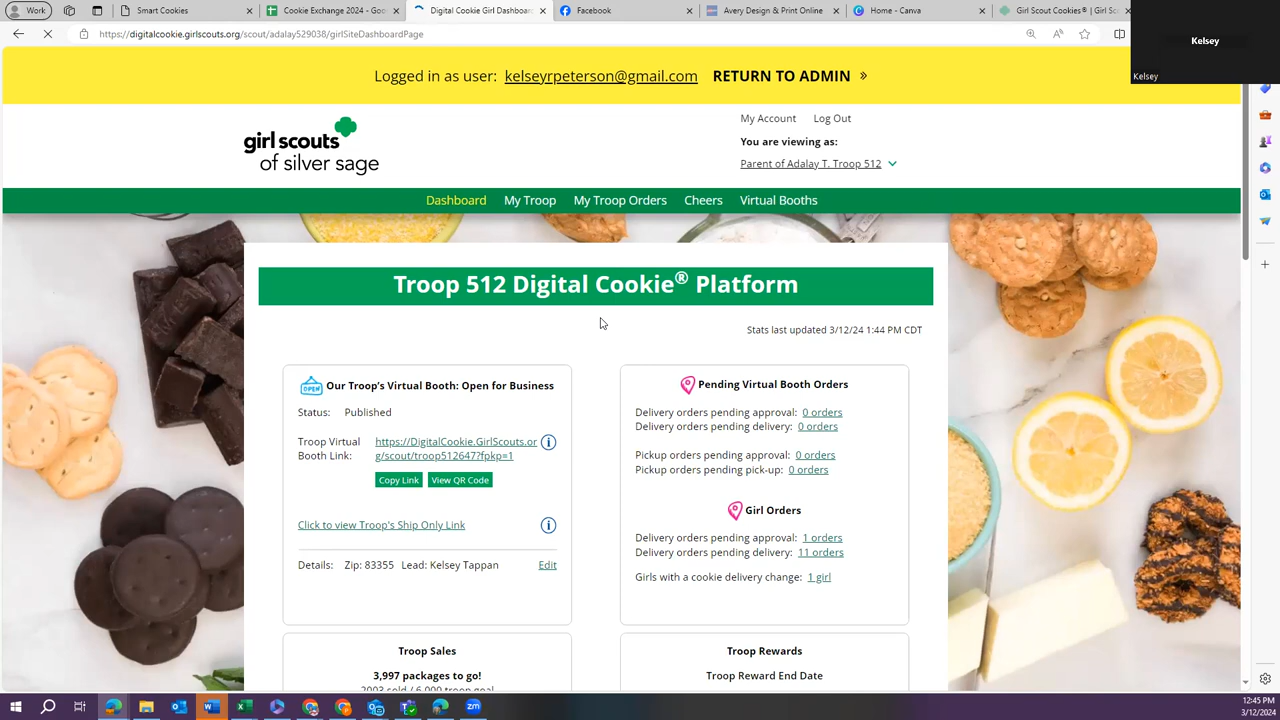 Work
Smart Cookies
Cookie Exchange 2024 - Goo
Digital Cookie Girl Dashboar
Facebook
Avery Design & Print Online
Home - Canva
Girl Scout Cookies® | Girl Sc
https://digitalcookie.girlscouts.org/scout/adalay529038/girlSiteDashboardPage
Kelsey
Kelsey
Logged in as user: kelseyrpeterson@gmail.com RETURN TO ADMIN »
girl scouts
of silver sage
My Account Log Out
You are viewing as:
Parent of Adalay T. Troop 512
Dashboard My Troop My Troop Orders Cheers Virtual Booths
Troop 512 Digital Cookie® Platform
Stats last updated 3/12/24 1:44 PM CDT
OPEN Our Troop's Virtual Booth: Open for Business
Status: Published
Troop Virtual Booth Link: https://DigitalCookie.GirlScouts.or
g/scout/troop512647?fpkp=1
Copy Link View QR Code
Click to view Troop's Ship Only Link
Details: Zip: 83355 Lead: Kelsey Tappan Edit
Pending Virtual Booth Orders
Delivery orders pending approval: 0 orders
Delivery orders pending delivery: 0 orders
Pickup orders pending approval: 0 orders
Pickup orders pending pick-up: 0 orders
Girl Orders
Delivery orders pending approval: 1 orders
Delivery orders pending delivery: 11 orders
Girls with a cookie delivery change: 1 girl
Troop Sales
3,997 packages to go!
2003 sold / 6,000 troop goal
Troop Rewards
Troop Reward End Date
12:45 PM
3/12/2024